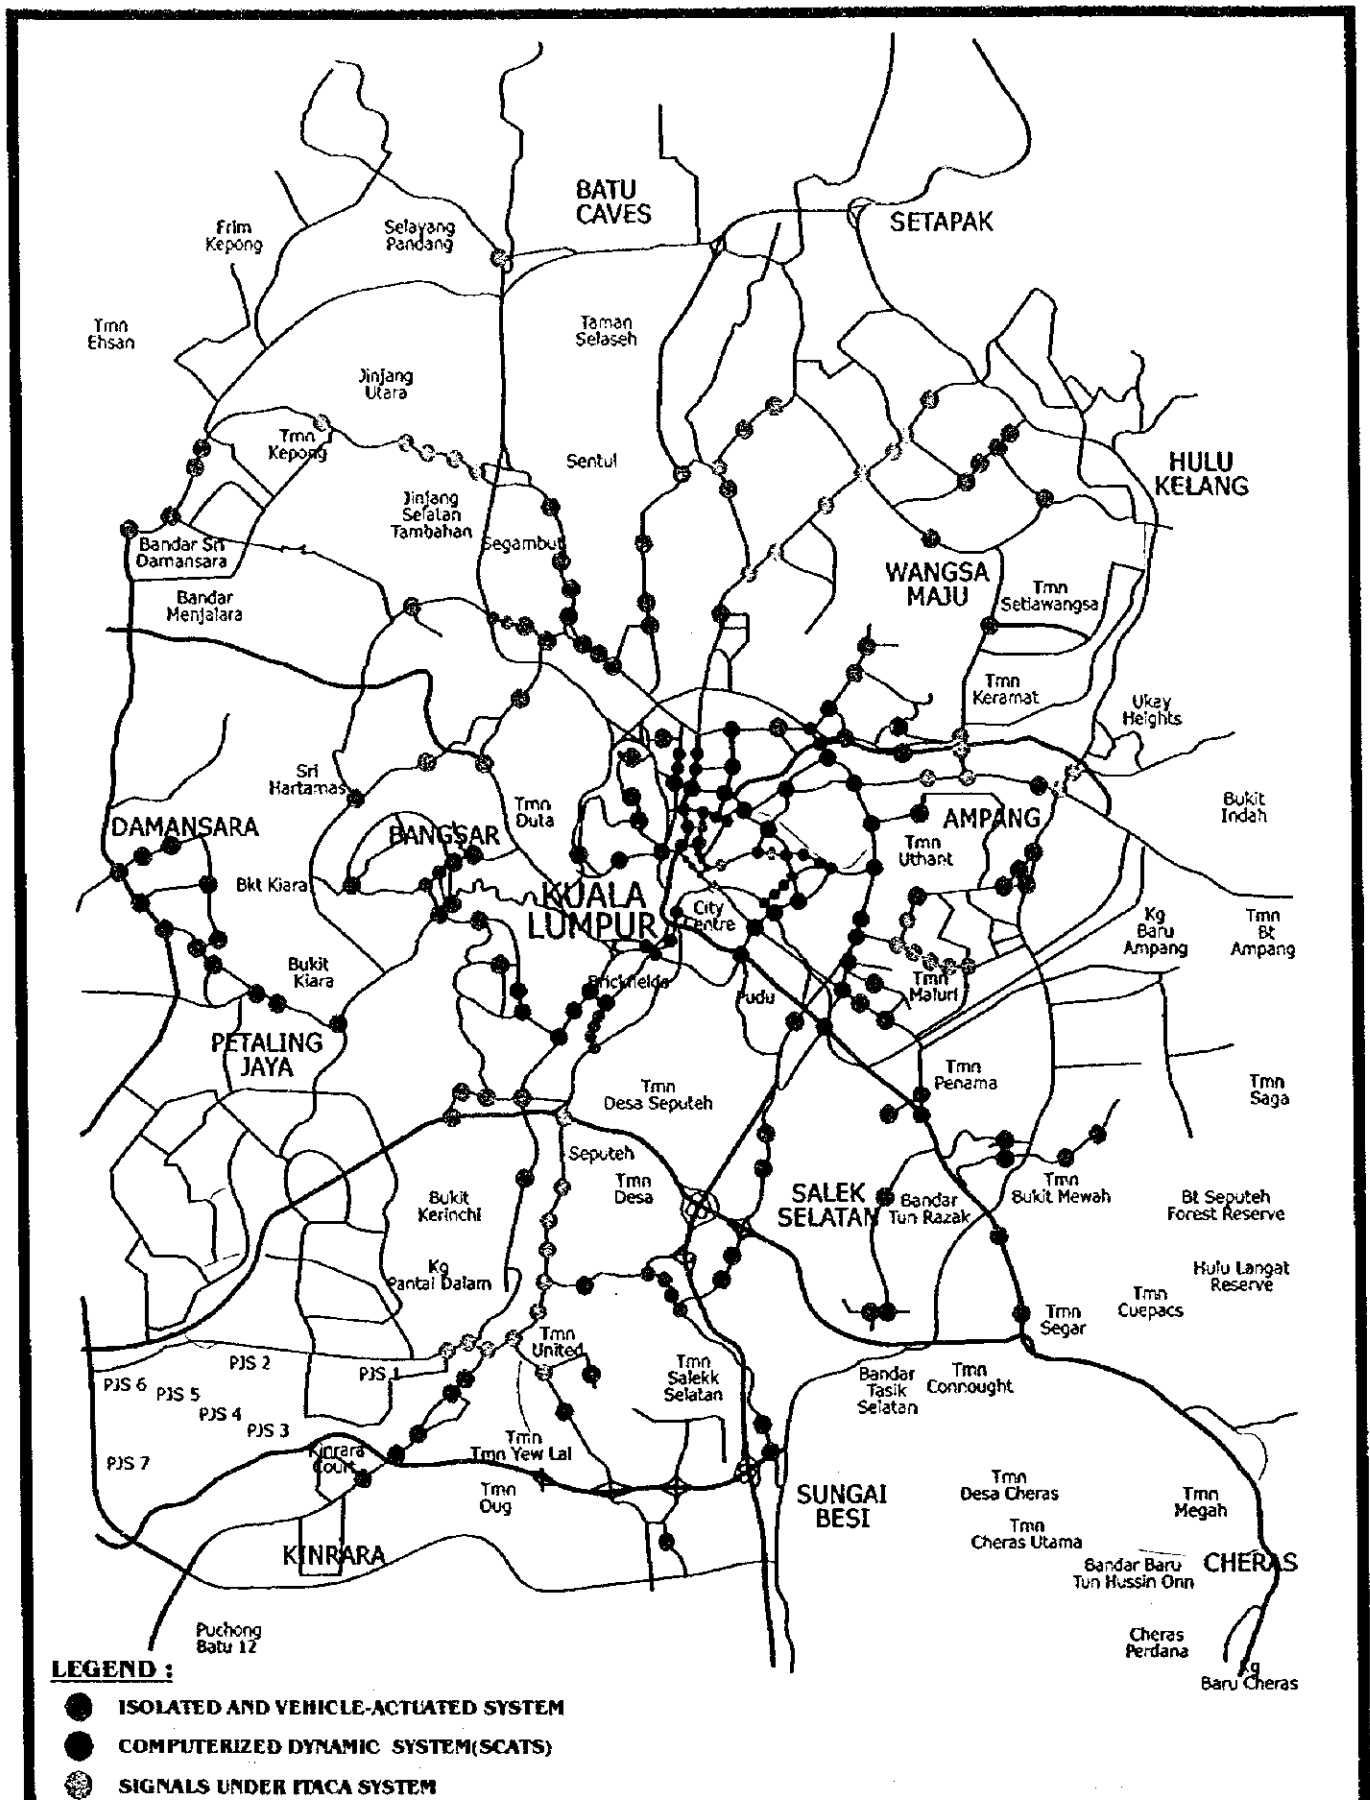 BATU
CAVES
SETAPAK
Frim
Kepong
Selayang
Pandang
Tmn
Ehsan
Taman
Selaseh
Jinjang
Utara
Tmn
Kepong
Sentul
HULU
KELANG
Jinjang
Selatan
Tambahan
Segambut
Bandar Sri
Damansara
WANGSA
MAJU
Tmn
Setiawangsa
Bandar
Menjalara
Tmn
Keramat
Ukay
Heights
Sri
Hartamas
Tmn
Duta
Bukit
Indah
DAMANSARA
BANGSAR
AMPANG
Tmn
Uthant
Bkt Kiara
KUALA
LUMPUR
City
Centre
Kg
Baru
Ampang
Tmn
Bt
Ampang
Bukit
Kiara
Brickfields
Pudu
Tmn
Maluri
PETALING
JAYA
Tmn
Desa Seputeh
Tmn
Penama
Tmn
Saga
Seputeh
Tmn
Desa
Bukit
Kerinchi
SALEK
SELATAN
Bandar
Tun Razak
Tmn
Bukit Mewah
Bt Seputeh
Forest Reserve
Kg
Pantai Dalam
Hulu Langat
Reserve
Tmn
Cuepacs
Tmn
Segar
Tmn
United
PJS 2
PJS 1
PJS 6
PJS 5
PJS 4
PJS 3
PJS 7
Tmn
Salekk
Selatan
Bandar
Tasik
Selatan
Tmn
Connought
Kinrara
Court
Tmn
Tmn Yew Lal
Tmn
Oug
SUNGAI
BESI
Tmn
Desa Cheras
Tmn
Megah
Tmn
Cheras Utama
KINRARA
Bandar Baru
Tun Hussin Onn
CHERAS
Puchong
Batu 12
Cheras
Perdana
Kg
Baru Cheras
LEGEND :
ISOLATED AND VEHICLE-ACTUATED SYSTEM
COMPUTERIZED DYNAMIC SYSTEM(SCATS)
SIGNALS UNDER ITACA SYSTEM